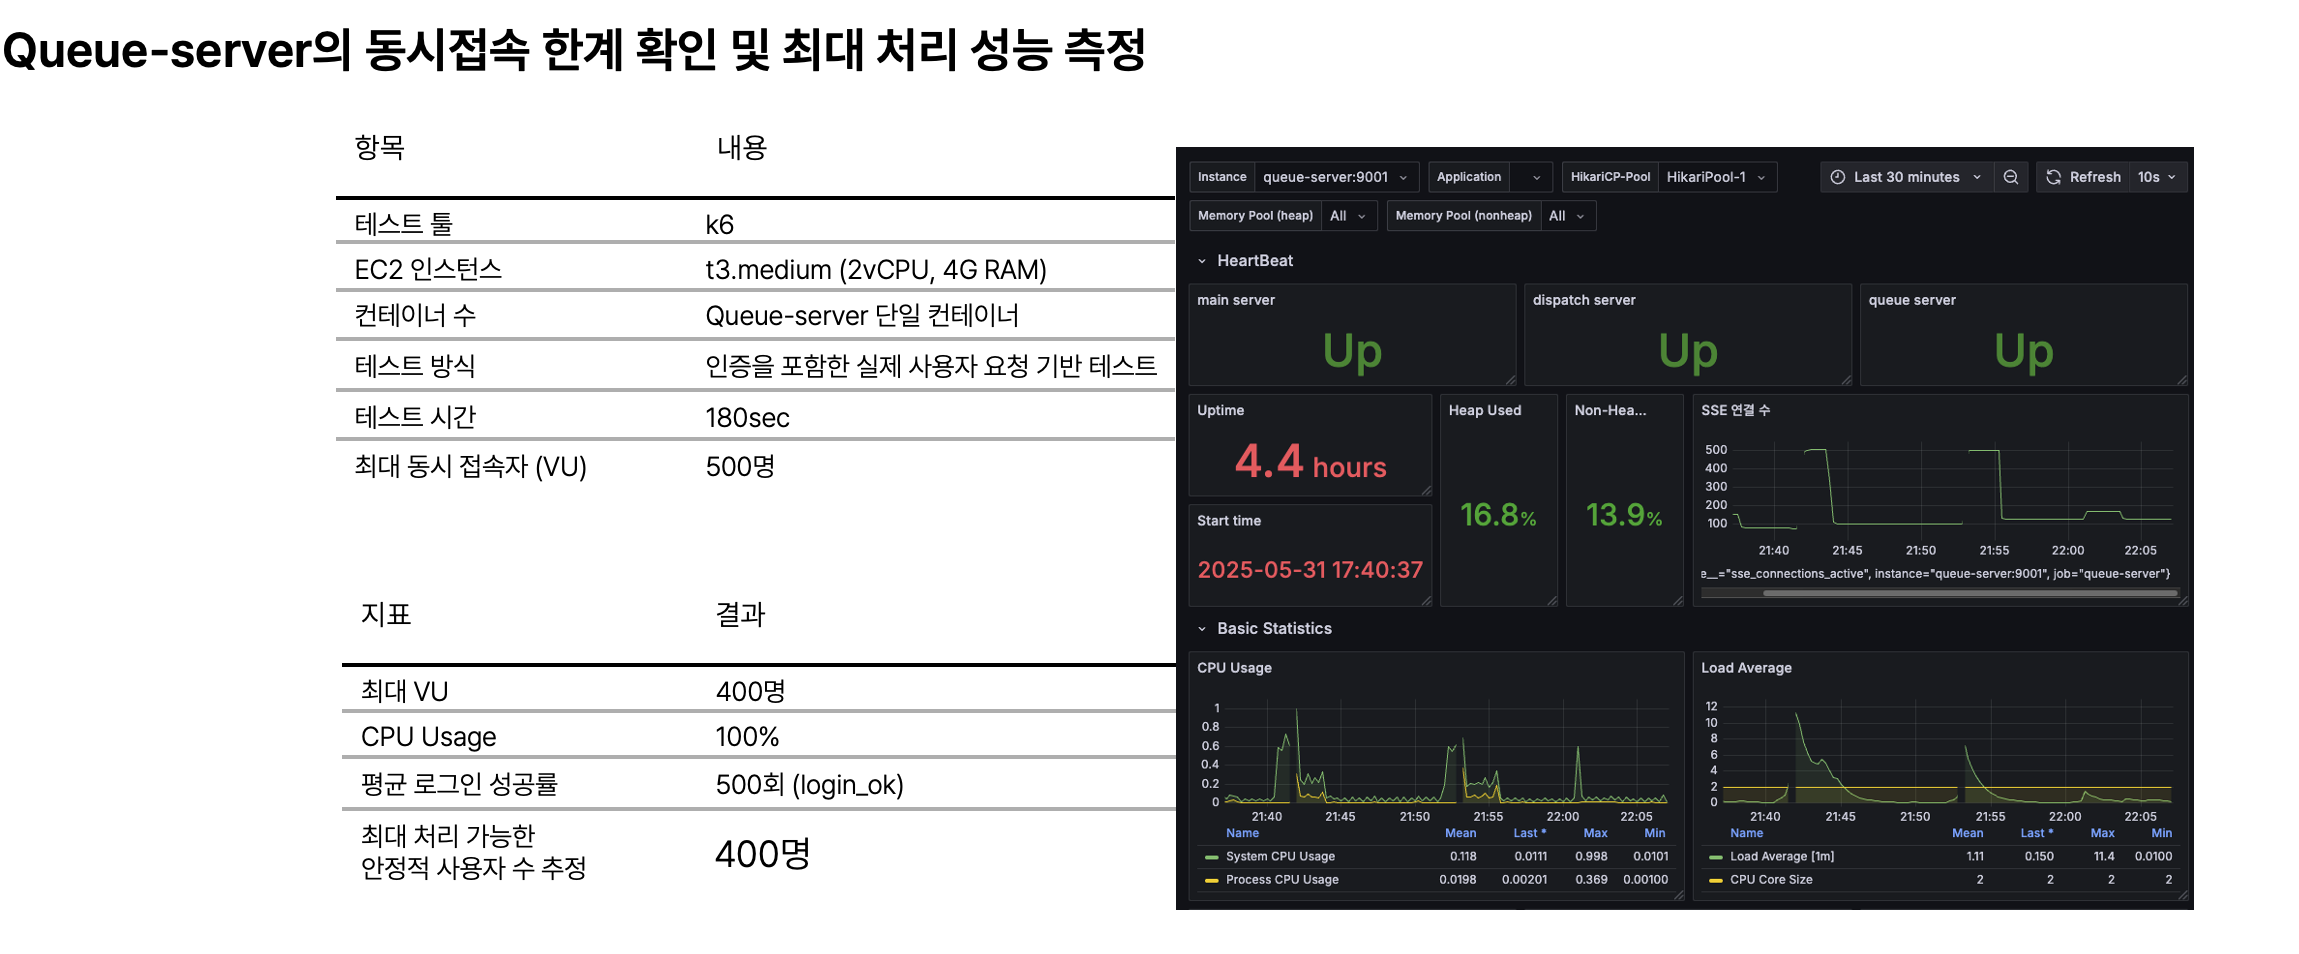 Queue-server의 동시접속 한계 확인 및 최대 처리 성능 측정
항목 내용
테스트 툴 k6
EC2 인스턴스 t3.medium (2vCPU, 4G RAM)
컨테이너 수 Queue-server 단일 컨테이너
테스트 방식 인증을 포함한 실제 사용자 요청 기반 테스트
테스트 시간 180sec
최대 동시 접속자 (VU) 500명
지표 결과
최대 VU 400명
CPU Usage 100%
평균 로그인 성공률 500회 (login_ok)
최대 처리 가능한
안정적 사용자 수 추정 400명
Instance queue-server:9001 Application HikariCP-Pool HikariPool-1 Last 30 minutes Refresh 10s
Memory Pool (heap) All Memory Pool (nonheap) All
HeartBeat
main server dispatch server queue server
Up Up Up
Uptime Heap Used Non-Hea... SSE 연결 수
4.4 hours
Start time
2025-05-31 17:40:37
16.8% 13.9%
500
400
300
200
100
21:40 21:45 21:50 21:55 22:00 22:05
e__="sse_connections_active", instance="queue-server:9001", job="queue-server"}
Basic Statistics
CPU Usage
1
0.8
0.6
0.4
0.2
0
21:40 21:45 21:50 21:55 22:00 22:05
Name Mean Last * Max Min
System CPU Usage 0.118 0.0111 0.998 0.0101
Process CPU Usage 0.0198 0.00201 0.369 0.00100
Load Average
12
10
8
6
4
2
0
21:40 21:45 21:50 21:55 22:00 22:05
Name Mean Last * Max Min
Load Average [1m] 1.11 0.150 11.4 0.0100
CPU Core Size 2 2 2 2